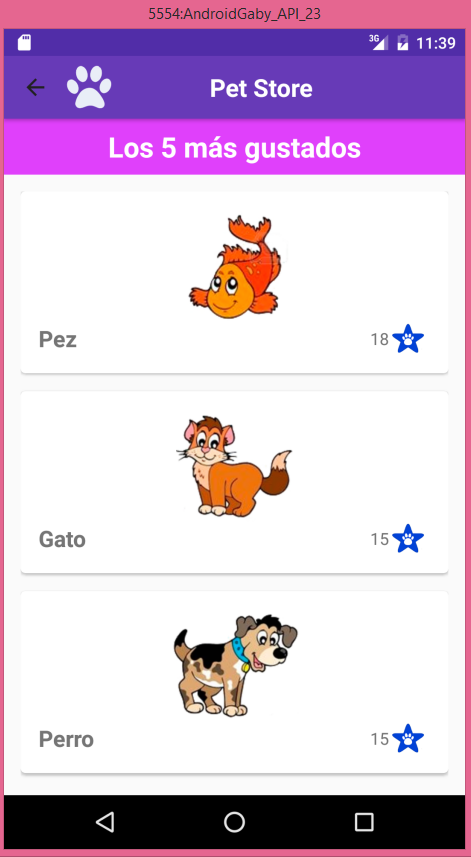 5554:AndroidGaby_API_23
3G 11:39
Pet Store
Los 5 más gustados
Pez 18
Gato 15
Perro 15